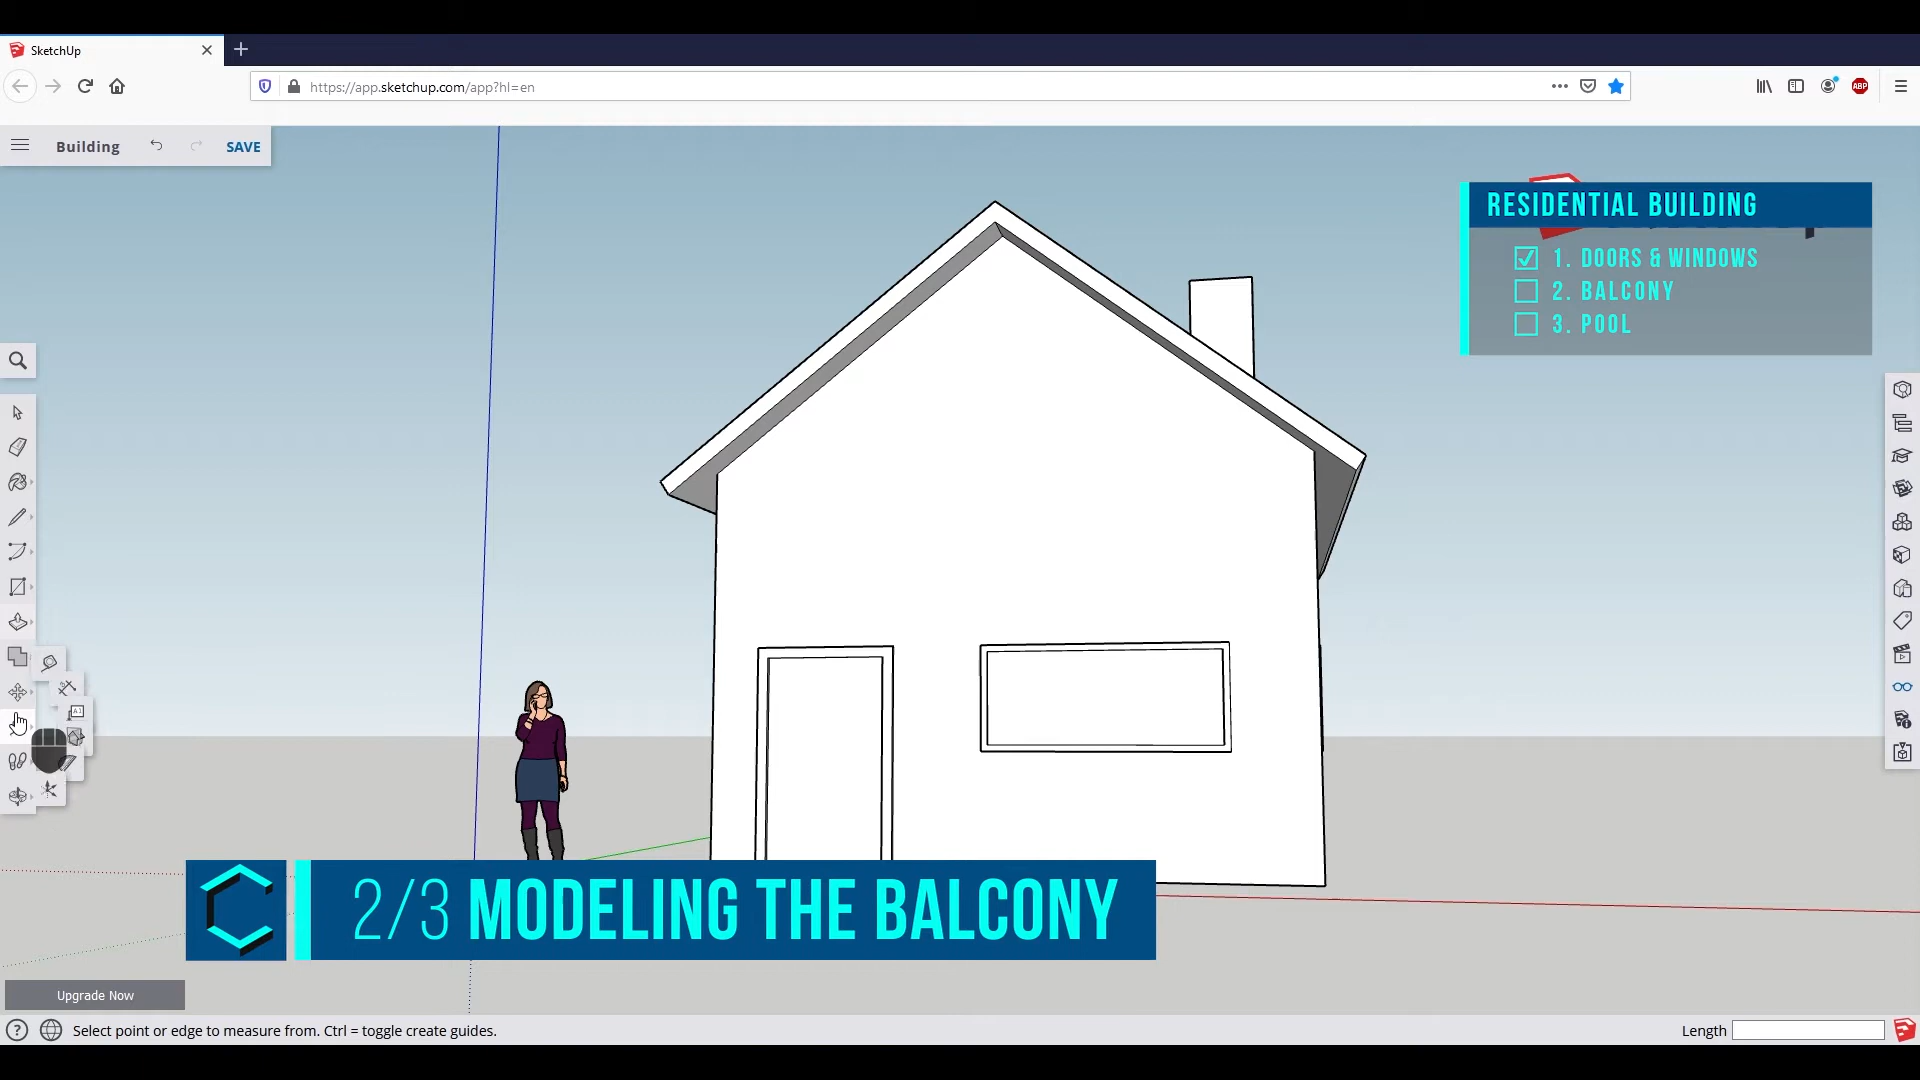 SketchUp
https://app.sketchup.com/app?hl=en
ABP
Building
SAVE
RESIDENTIAL BUILDING
1. DOORS & WINDOWS
2. BALCONY
3. POOL
A1
2/3 MODELING THE BALCONY
Upgrade Now
Select point or edge to measure from. Ctrl = toggle create guides.
Length